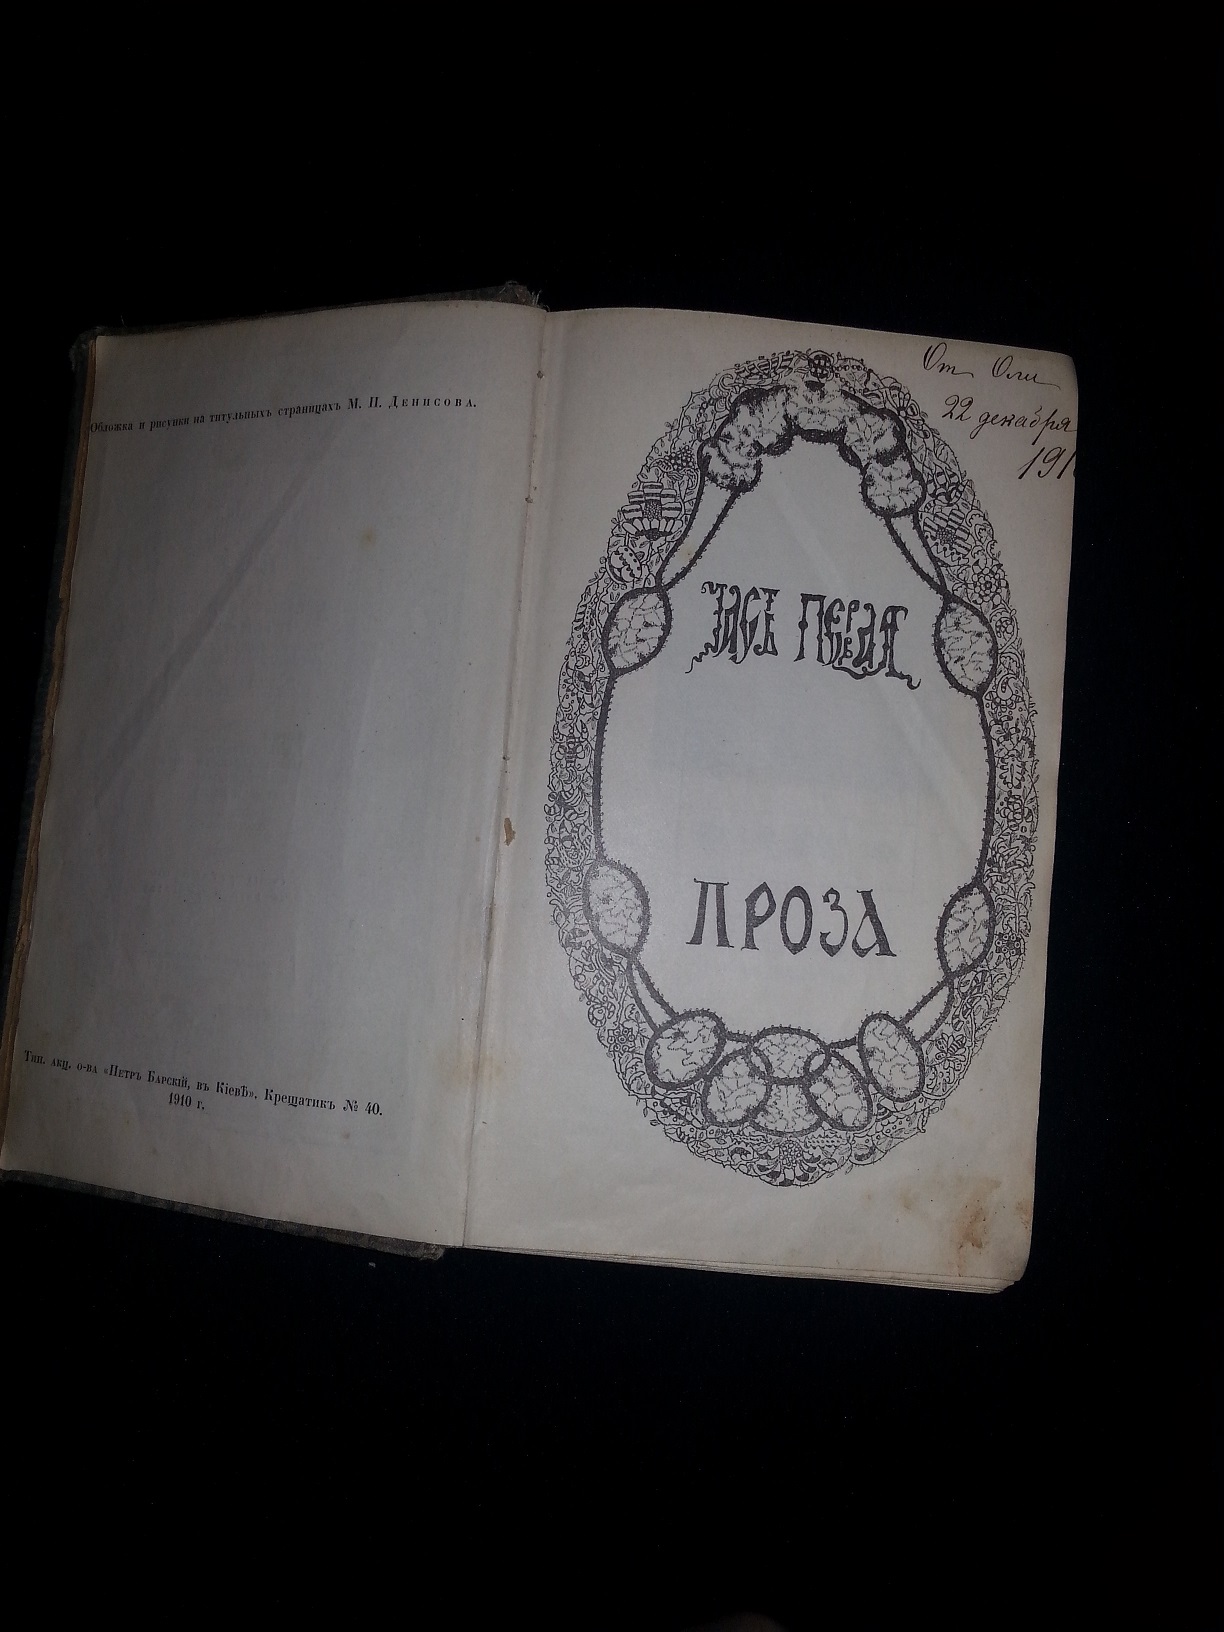 Обложка и рисунки на титульныхъ страницахъ М. И. Денисова.
Тип. акц. о-ва «Петръ Барскій, въ Кіевѣ». Крещатикъ № 40.
1910 г.
От Оли
22 декабря
191
Часть Первая
ПРОЗА